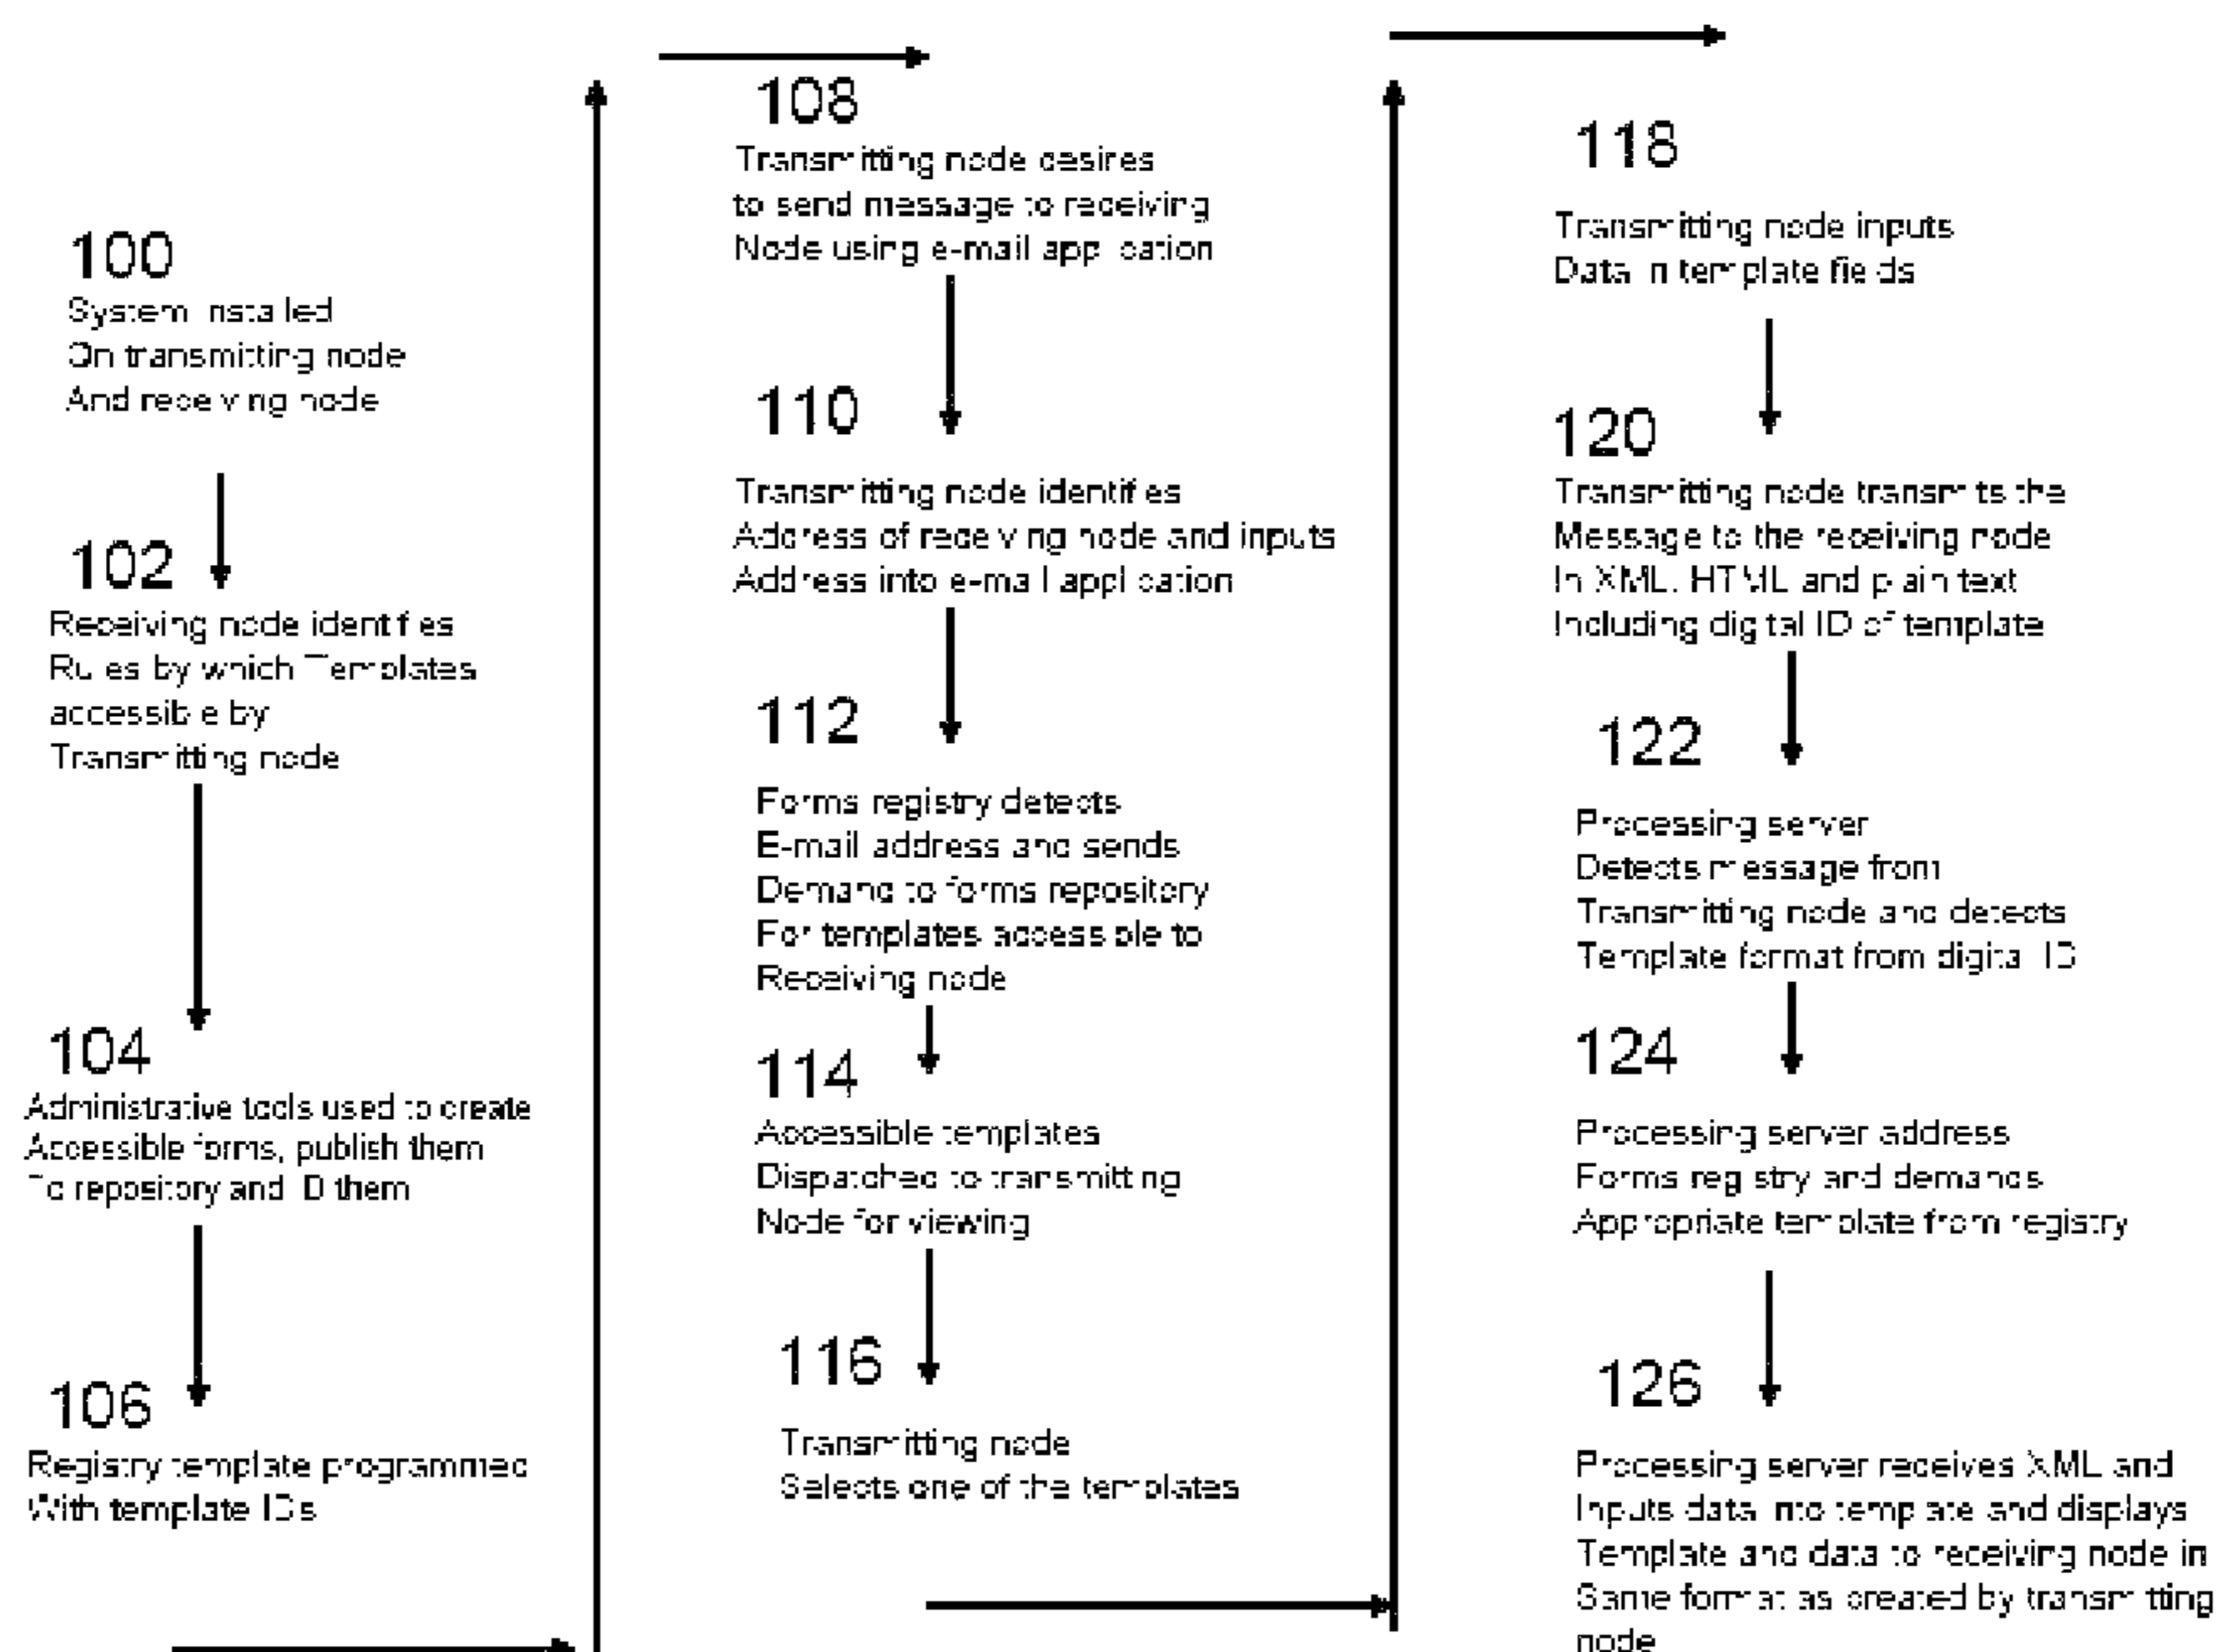 100
System installed
On transmitting node
And receiving node
102
Receiving node identifies
Rules by which Templates
accessible by
Transmitting node
104
Administrative tools used to create
Accessible forms, publish them
To repository and ID them
106
Registry template programmed
With template IDs
108
Transmitting node desires
to send message to receiving
Node using e-mail application
110
Transmitting node identifies
Address of receiving node and inputs
Address into e-mail application
112
Forms registry detects
E-mail address and sends
Demand to forms repository
For templates accessible to
Receiving node
114
Accessible templates
Dispatched to transmitting
Node for viewing
116
Transmitting node
Selects one of the templates
118
Transmitting node inputs
Data in template fields
120
Transmitting node transmits the
Message to the receiving node
In XML, HTML and plain text
Including digital ID of template
122
Processing server
Detects message from
Transmitting node and detects
Template format from digital ID
124
Processing server address
Forms registry and demands
Appropriate template from registry
126
Processing server receives XML and
Inputs data into template and displays
Template and data to receiving node in
Same format as created by transmitting
node